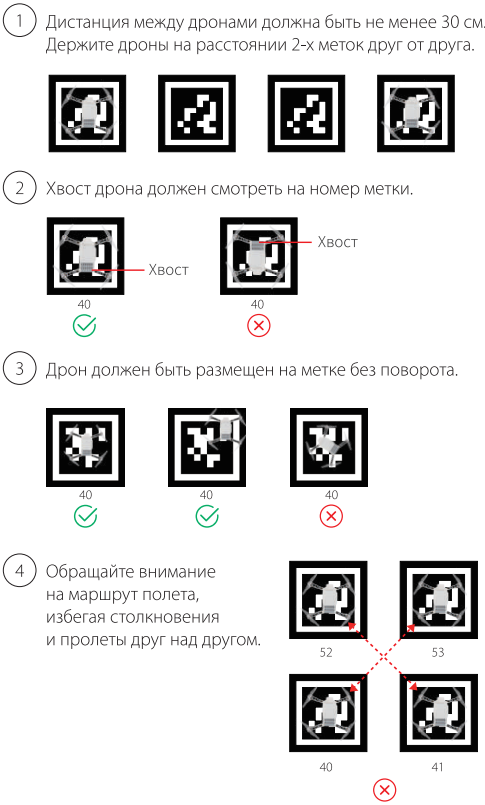 1 Дистанция между дронами должна быть не менее 30 см.
Держите дроны на расстоянии 2-х меток друг от друга.
2 Хвост дрона должен смотреть на номер метки.
Хвост
Хвост
40
40
3 Дрон должен быть размещен на метке без поворота.
40
40
40
4 Обращайте внимание
на маршрут полета,
избегая столкновения
и пролеты друг над другом.
52
53
40
41